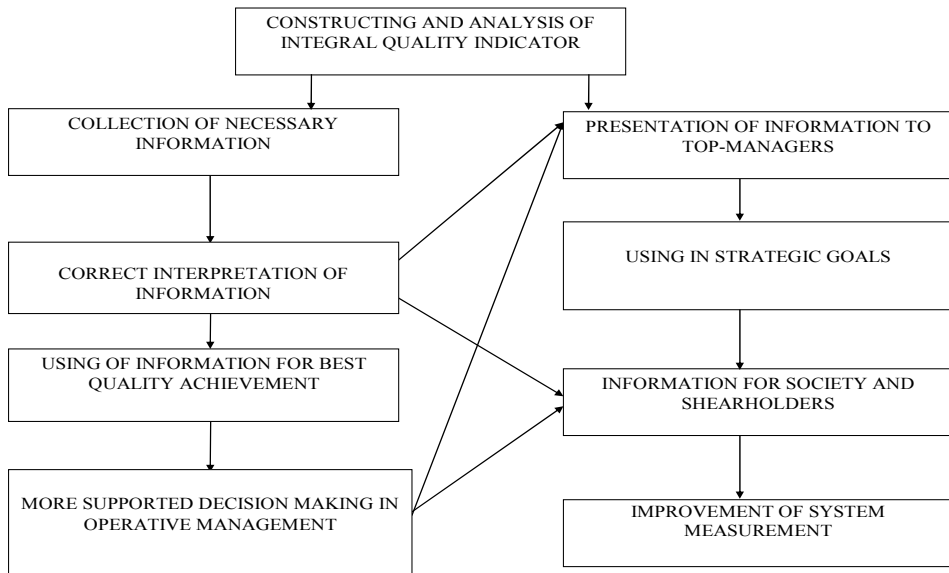 CONSTRUCTING AND ANALYSIS OF
INTEGRAL QUALITY INDICATOR
COLLECTION OF NECESSARY
INFORMATION
PRESENTATION OF INFORMATION TO
TOP-MANAGERS
CORRECT INTERPRETATION OF
INFORMATION
USING IN STRATEGIC GOALS
USING OF INFORMATION FOR BEST
QUALITY ACHIEVEMENT
INFORMATION FOR SOCIETY AND
SHEARHOLDERS
MORE SUPPORTED DECISION MAKING IN
OPERATIVE MANAGEMENT
IMPROVEMENT OF SYSTEM
MEASUREMENT